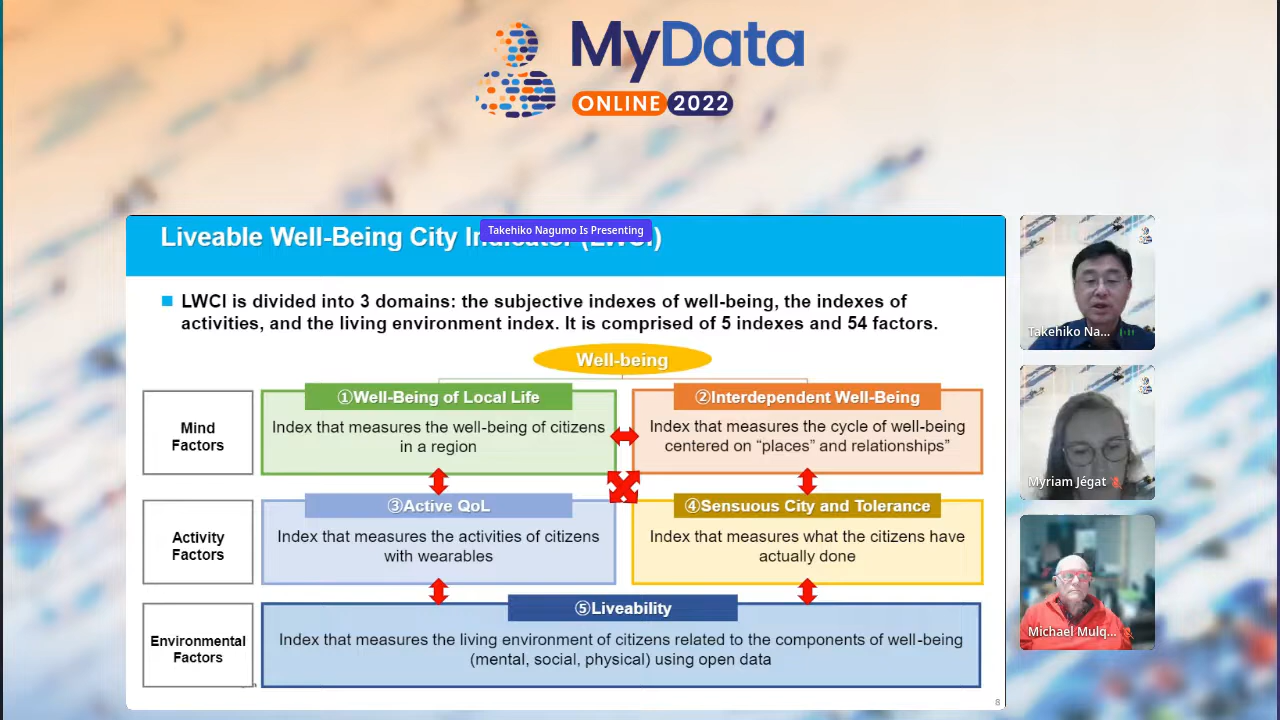 MyData
ONLINE 2022
Takehiko Nagumo Is Presenting
Liveable Well-Being City Indicator (LWCI)
LWCI is divided into 3 domains: the subjective indexes of well-being, the indexes of
activities, and the living environment index. It is comprised of 5 indexes and 54 factors.
Well-being
Mind
Factors
①Well-Being of Local Life
Index that measures the well-being of citizens
in a region
②Interdependent Well-Being
Index that measures the cycle of well-being
centered on “places” and relationships”
Activity
Factors
③Active QoL
Index that measures the activities of citizens
with wearables
④Sensuous City and Tolerance
Index that measures what the citizens have
actually done
Environmental
Factors
⑤Liveability
Index that measures the living environment of citizens related to the components of well-being
(mental, social, physical) using open data
8
Takehiko Na...
Myriam Jégat
Michael Mulq...